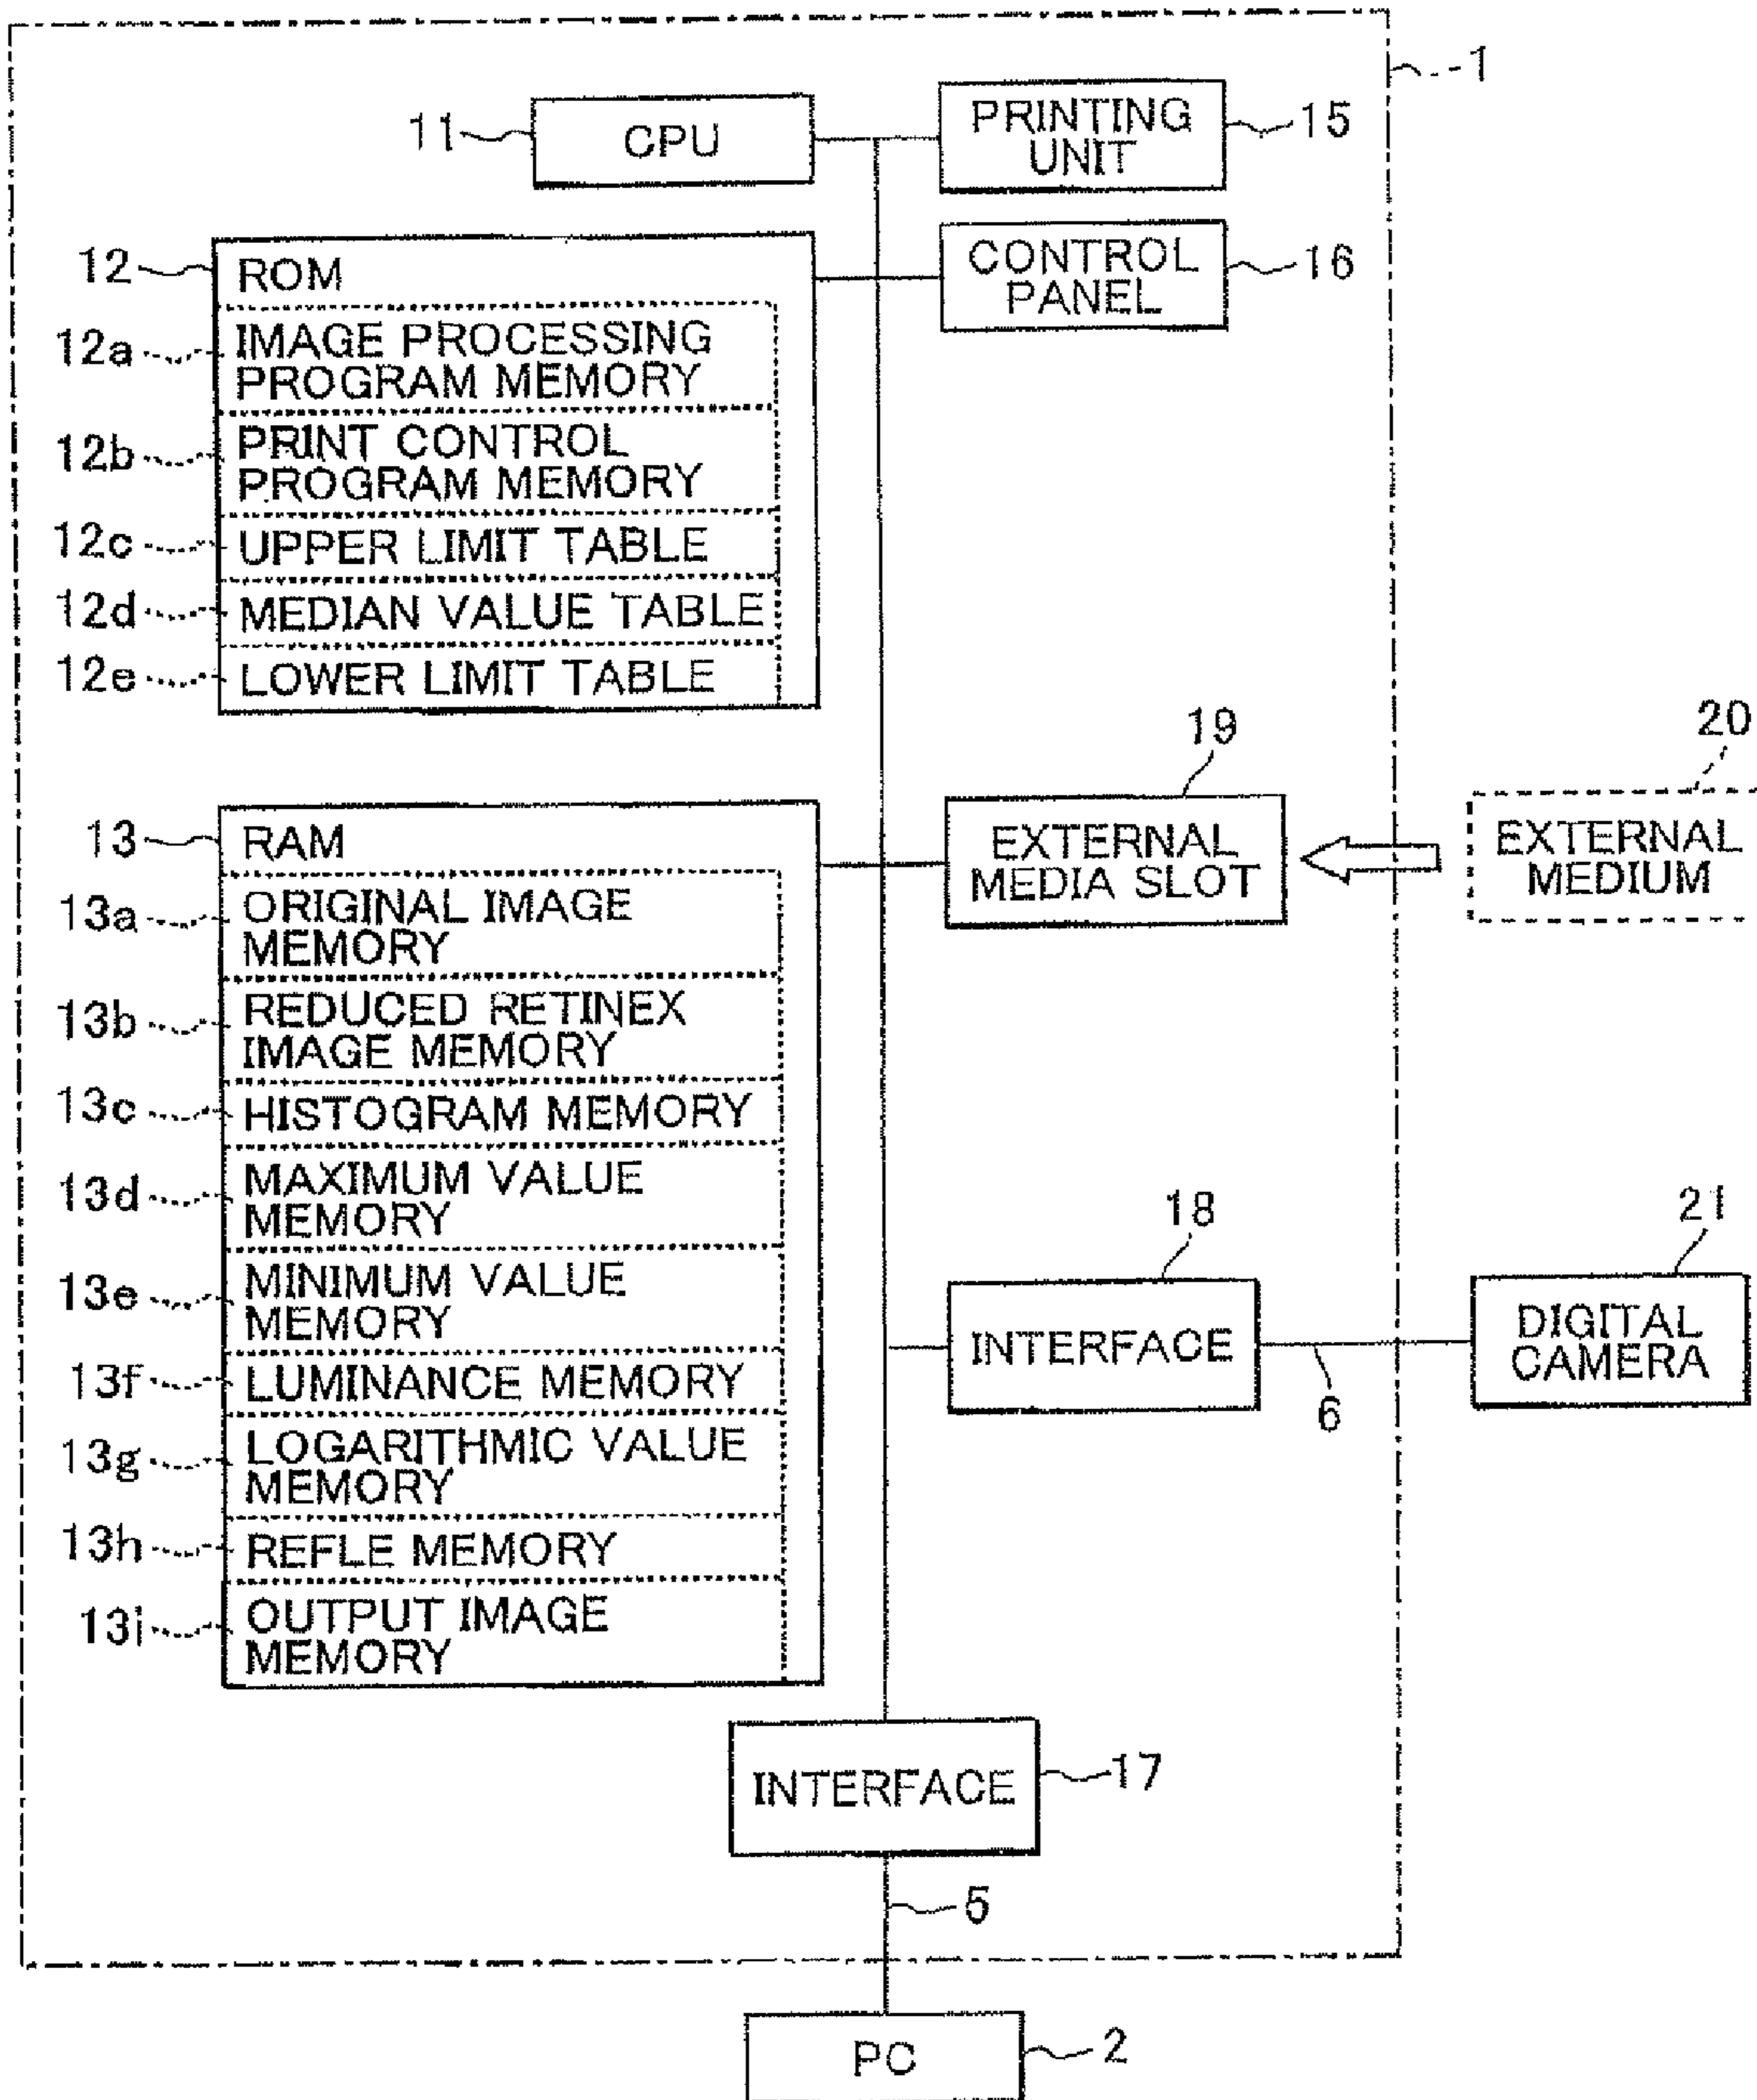 1
11
CPU
PRINTING
UNIT
15
12
ROM
CONTROL
PANEL
16
12a
IMAGE PROCESSING
PROGRAM MEMORY
12b
PRINT CONTROL
PROGRAM MEMORY
12c
UPPER LIMIT TABLE
12d
MEDIAN VALUE TABLE
12e
LOWER LIMIT TABLE
19
20
13
RAM
EXTERNAL
MEDIA SLOT
EXTERNAL
MEDIUM
13a
ORIGINAL IMAGE
MEMORY
13b
REDUCED RETINEX
IMAGE MEMORY
13c
HISTOGRAM MEMORY
13d
MAXIMUM VALUE
MEMORY
18
21
13e
MINIMUM VALUE
MEMORY
INTERFACE
6
DIGITAL
CAMERA
13f
LUMINANCE MEMORY
13g
LOGARITHMIC VALUE
MEMORY
13h
REFLE MEMORY
13i
OUTPUT IMAGE
MEMORY
INTERFACE
17
5
PC
2